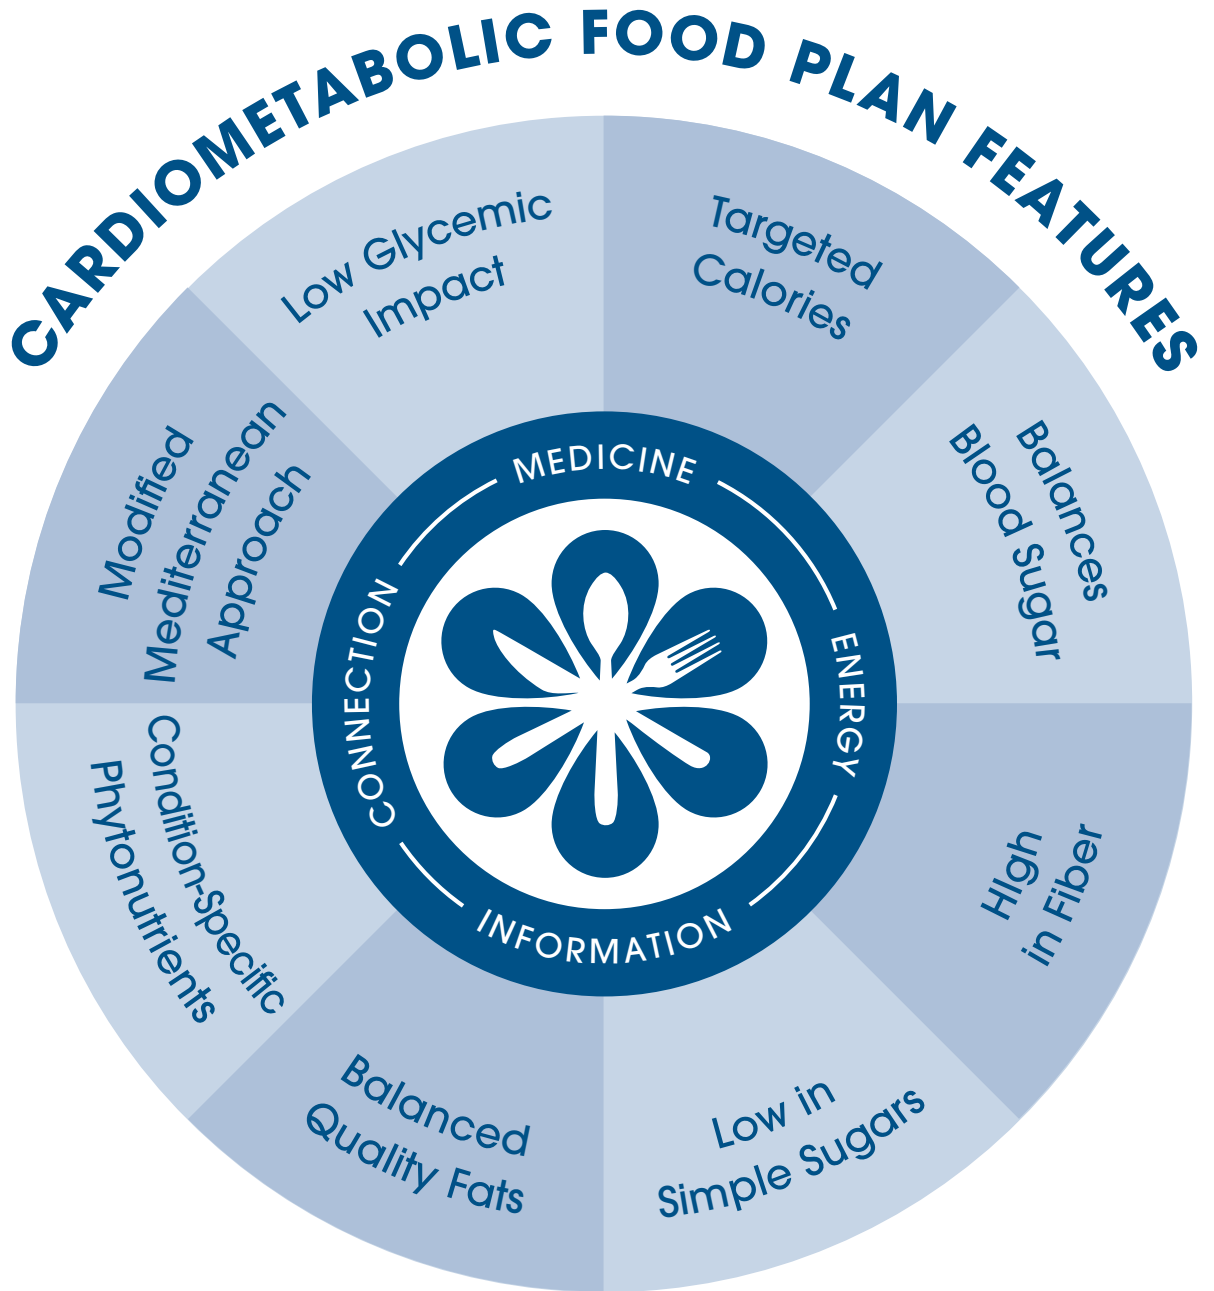 CARDIOMETABOLIC FOOD PLAN FEATURES
Targeted
Calories
Balances
Blood Sugar
HIgh
in Fiber
Low in
Simple Sugars
Balanced
Quality Fats
Condition-Specific
Phytonutrients
Modified
Mediterranean
Approach
Low Glycemic
Impact
MEDICINE
ENERGY
INFORMATION
CONNECTION